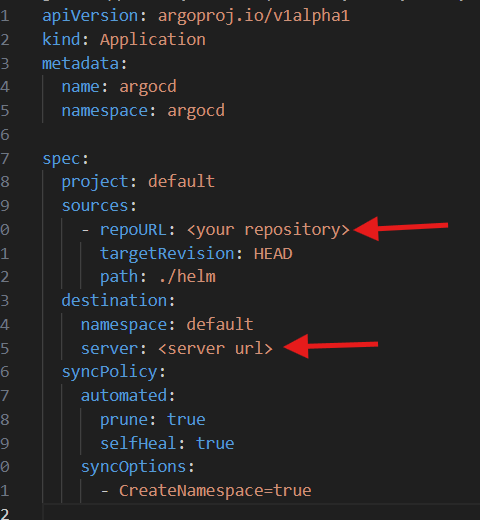 1 apiVersion: argoproj.io/v1alpha1
2 kind: Application
3 metadata:
4   name: argocd
5   namespace: argocd
6
7 spec:
8   project: default
9   sources:
0     - repoURL: <your repository>
1       targetRevision: HEAD
2       path: ./helm
3   destination:
4     namespace: default
5     server: <server url>
6   syncPolicy:
7     automated:
8       prune: true
9       selfHeal: true
0     syncOptions:
1       - CreateNamespace=true
2